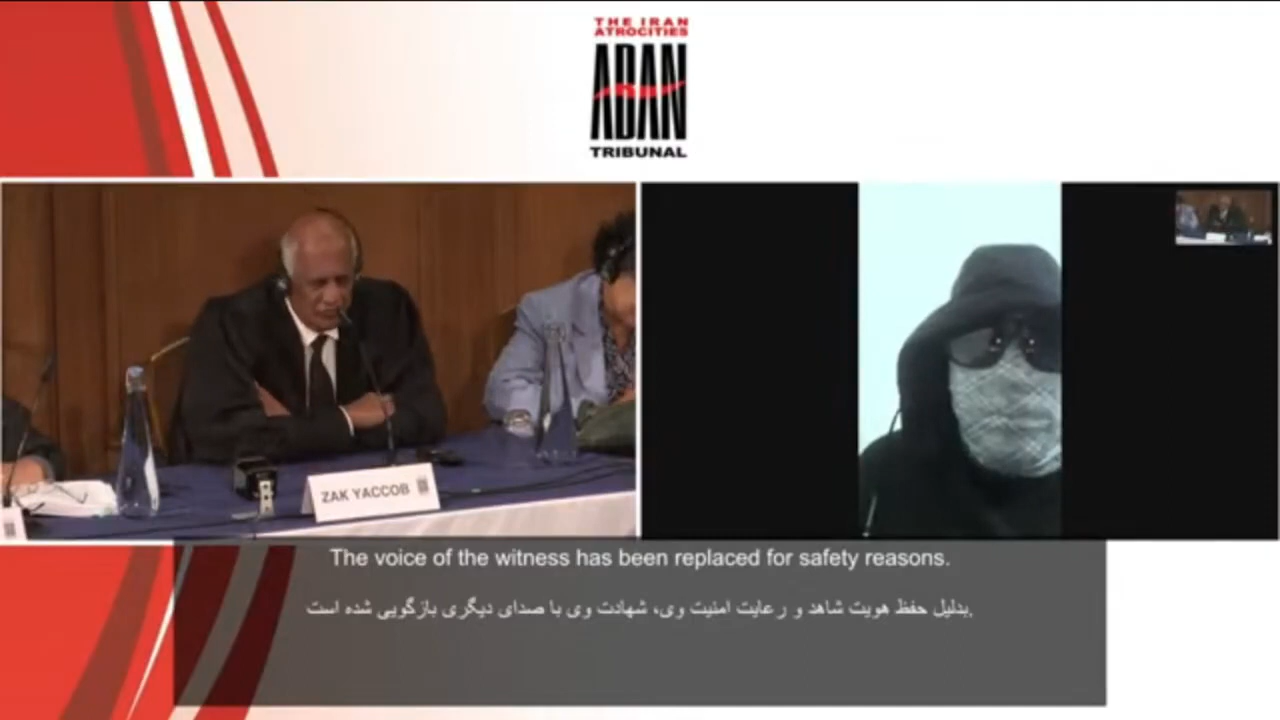 THE IRAN
ATROCITIES
ABAN
TRIBUNAL
ZAK YACCOB
The voice of the witness has been replaced for safety reasons.
بدلیل حفظ هویت شاهد و رعایت امنیت وی، شهادت وی با صدای دیگری بازگویی شده است.